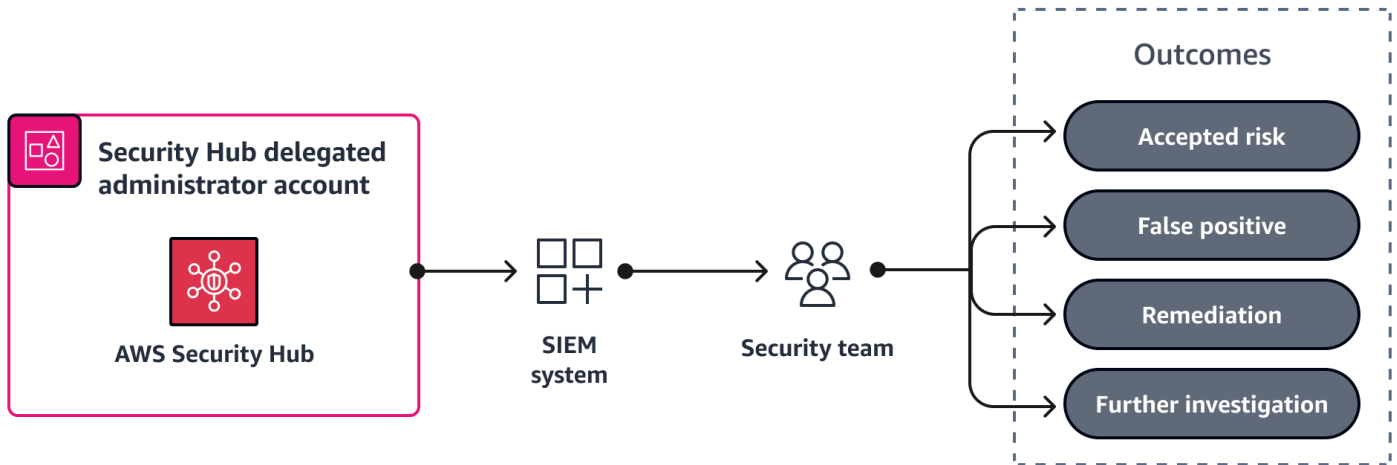 Security Hub delegated
administrator account
AWS Security Hub
SIEM
system
Security team
Outcomes
Accepted risk
False positive
Remediation
Further investigation